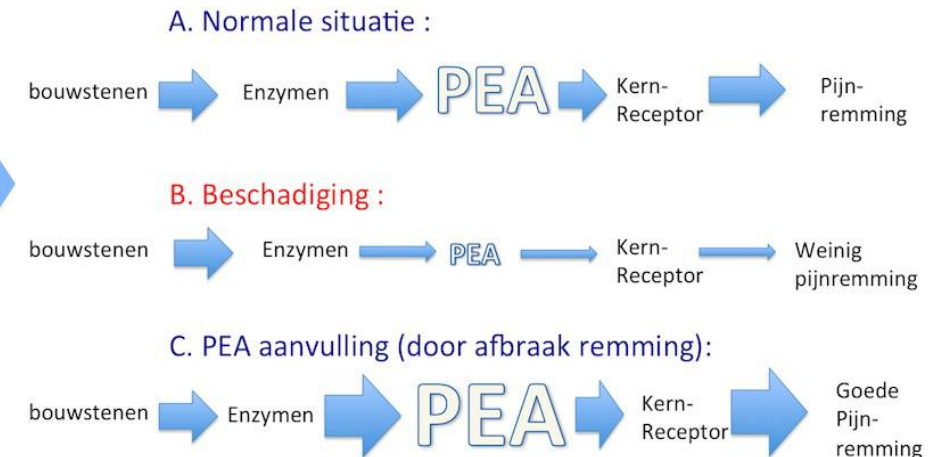 A. Normale situatie :
bouwstenen Enzymen PEA Kern- Pijn-
Receptor remming
B. Beschadiging :
bouwstenen Enzymen PEA Kern- Weinig
Receptor pijnremming
C. PEA aanvulling (door afbraak remming):
bouwstenen Enzymen PEA Kern- Goede
Receptor Pijn-
remming